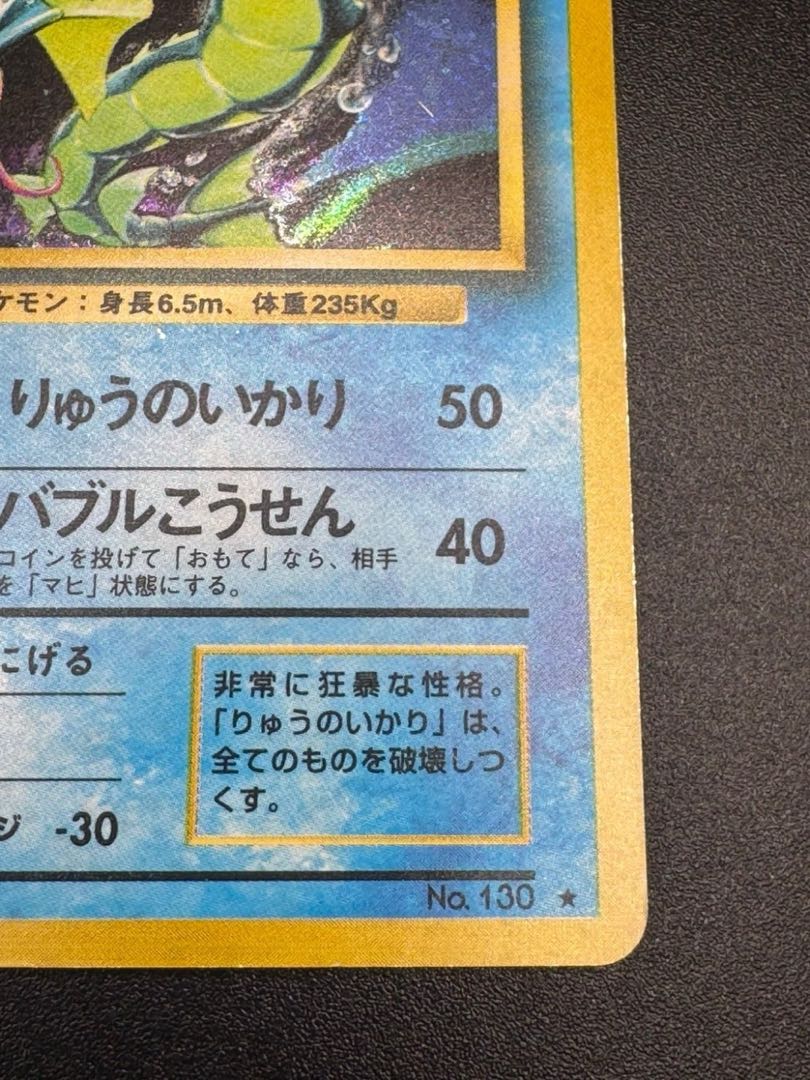 ケモン：身長6.5m、体重235Kg
りゅうのいかり 50
バブルこうせん 40
コインを投げて「おもて」なら、相手
を「マヒ」状態にする。
にげる
ジ -30
非常に狂暴な性格。
「りゅうのいかり」は、
全てのものを破壊しつ
くす。
No. 130 ★